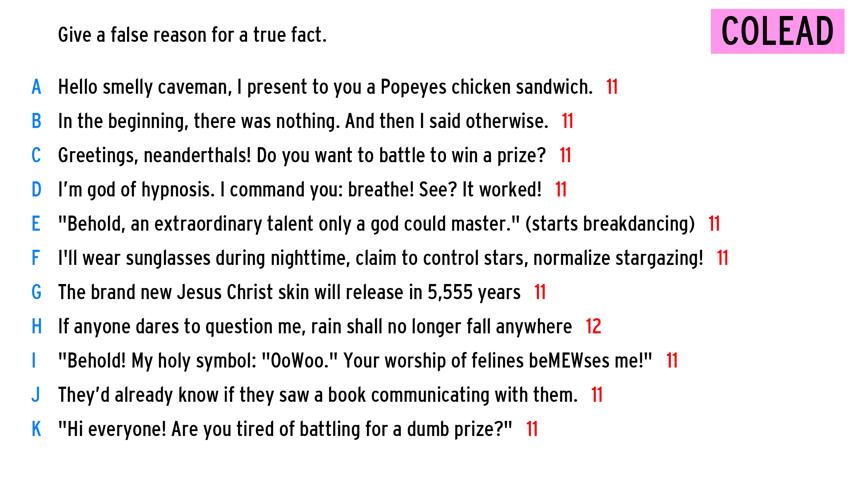 Give a false reason for a true fact.
COLEAD
A Hello smelly caveman, I present to you a Popeyes chicken sandwich. 11
B In the beginning, there was nothing. And then I said otherwise. 11
C Greetings, neanderthals! Do you want to battle to win a prize? 11
D I'm god of hypnosis. I command you: breathe! See? It worked! 11
E "Behold, an extraordinary talent only a god could master." (starts breakdancing) 11
F I'll wear sunglasses during nighttime, claim to control stars, normalize stargazing! 11
G The brand new Jesus Christ skin will release in 5,555 years 11
H If anyone dares to question me, rain shall no longer fall anywhere 12
I "Behold! My holy symbol: "OoWoo." Your worship of felines beMEWses me!" 11
J They'd already know if they saw a book communicating with them. 11
K "Hi everyone! Are you tired of battling for a dumb prize?" 11